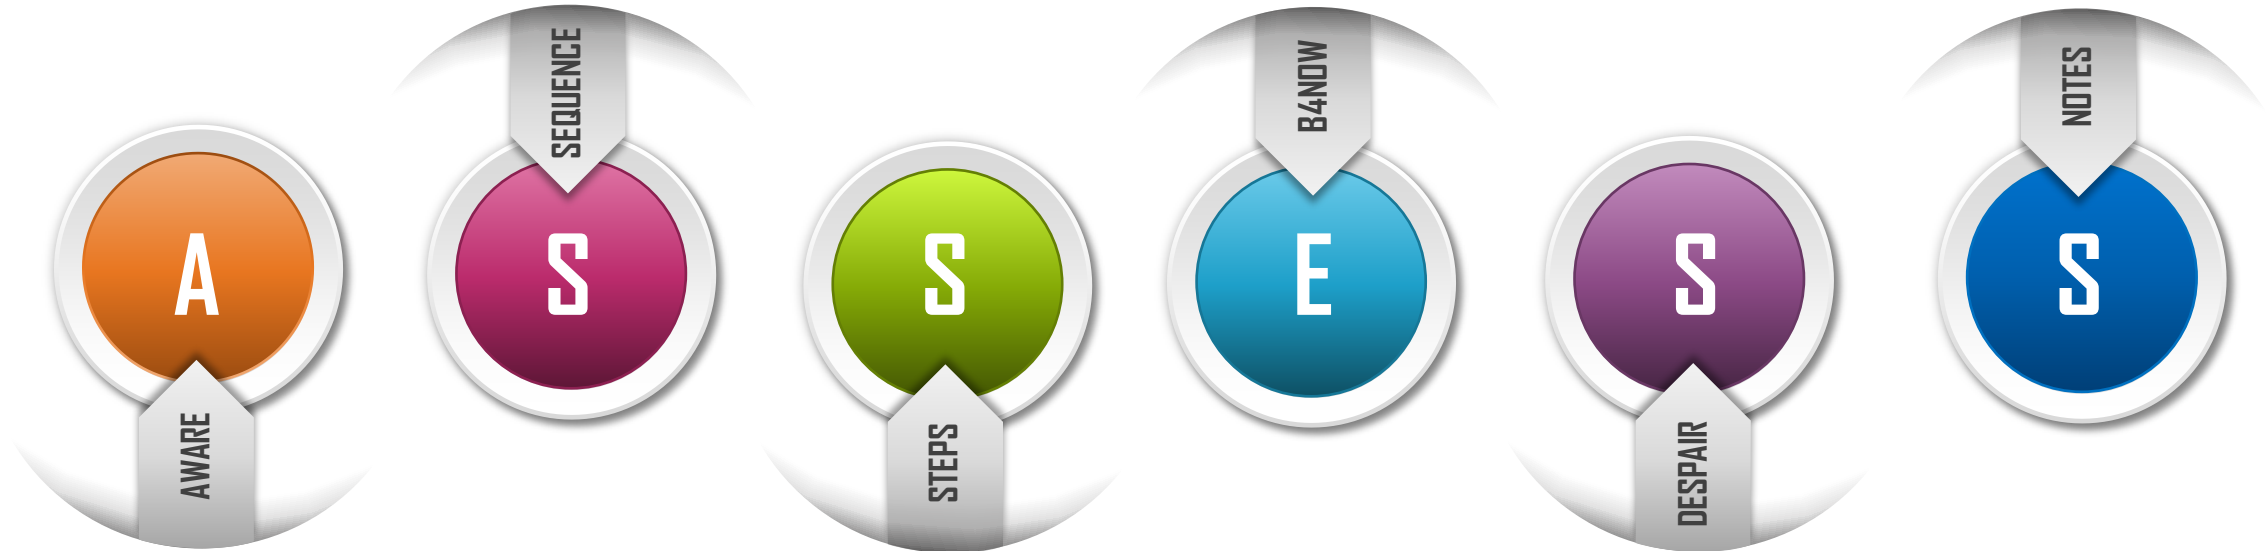 A
AWARE
S
SEQUENCE
S
STEPS
E
B4NOW
S
DESPAIR
S
NOTES